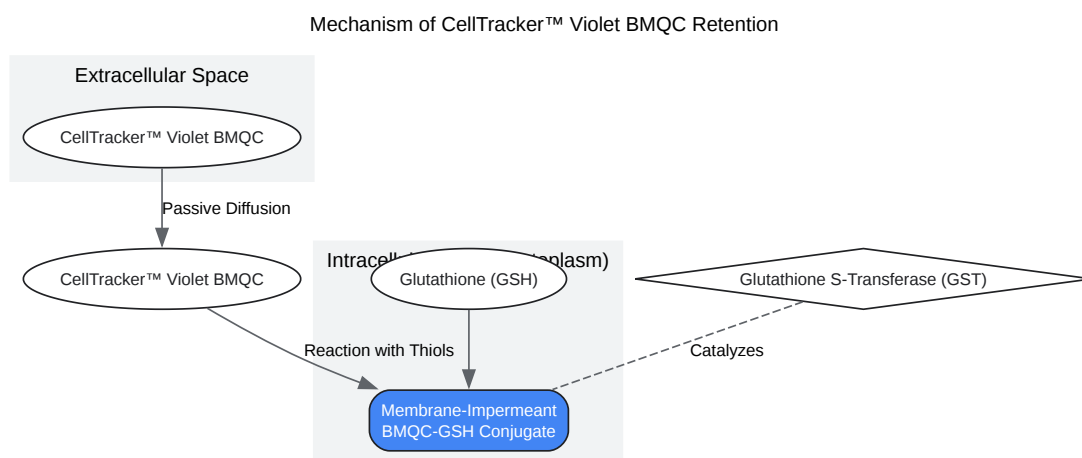 Mechanism of CellTracker™ Violet BMQC Retention
Extracellular Space
CellTracker™ Violet BMQC
Passive Diffusion
CellTracker™ Violet BMQC
Glutathione (GSH)
Glutathione S-Transferase (GST)
Reaction with Thiols
Catalyzes
Membrane-Impermeant
BMQC-GSH Conjugate